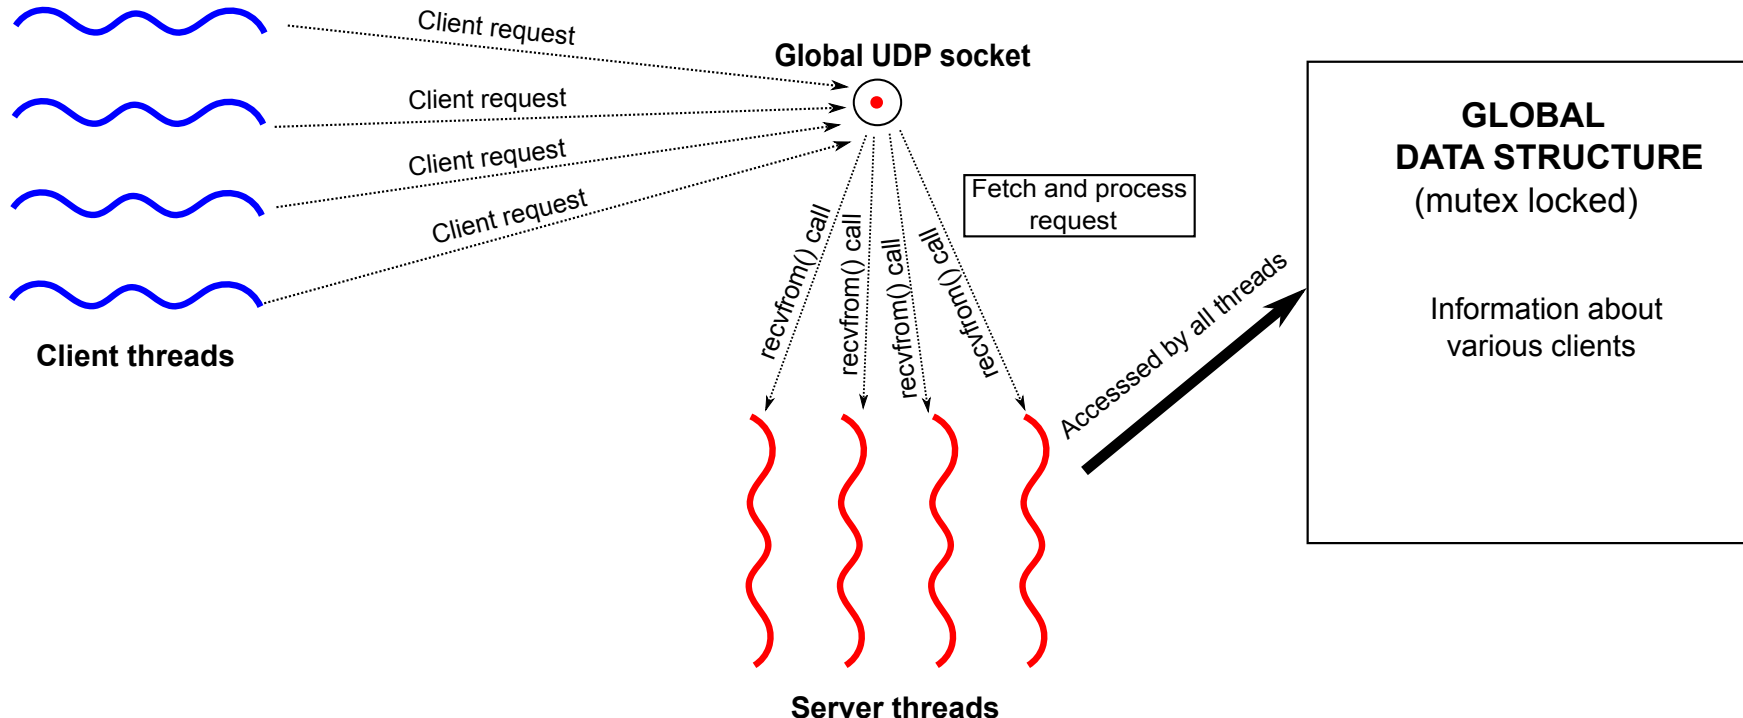 Client request
Client request
Client request
Client request
Client threads
Global UDP socket
recvfrom() call
recvfrom() call
recvfrom() call
recvfrom() call
Fetch and process
request
Server threads
Accesssed by all threads
GLOBAL
DATA STRUCTURE
(mutex locked)
Information about
various clients